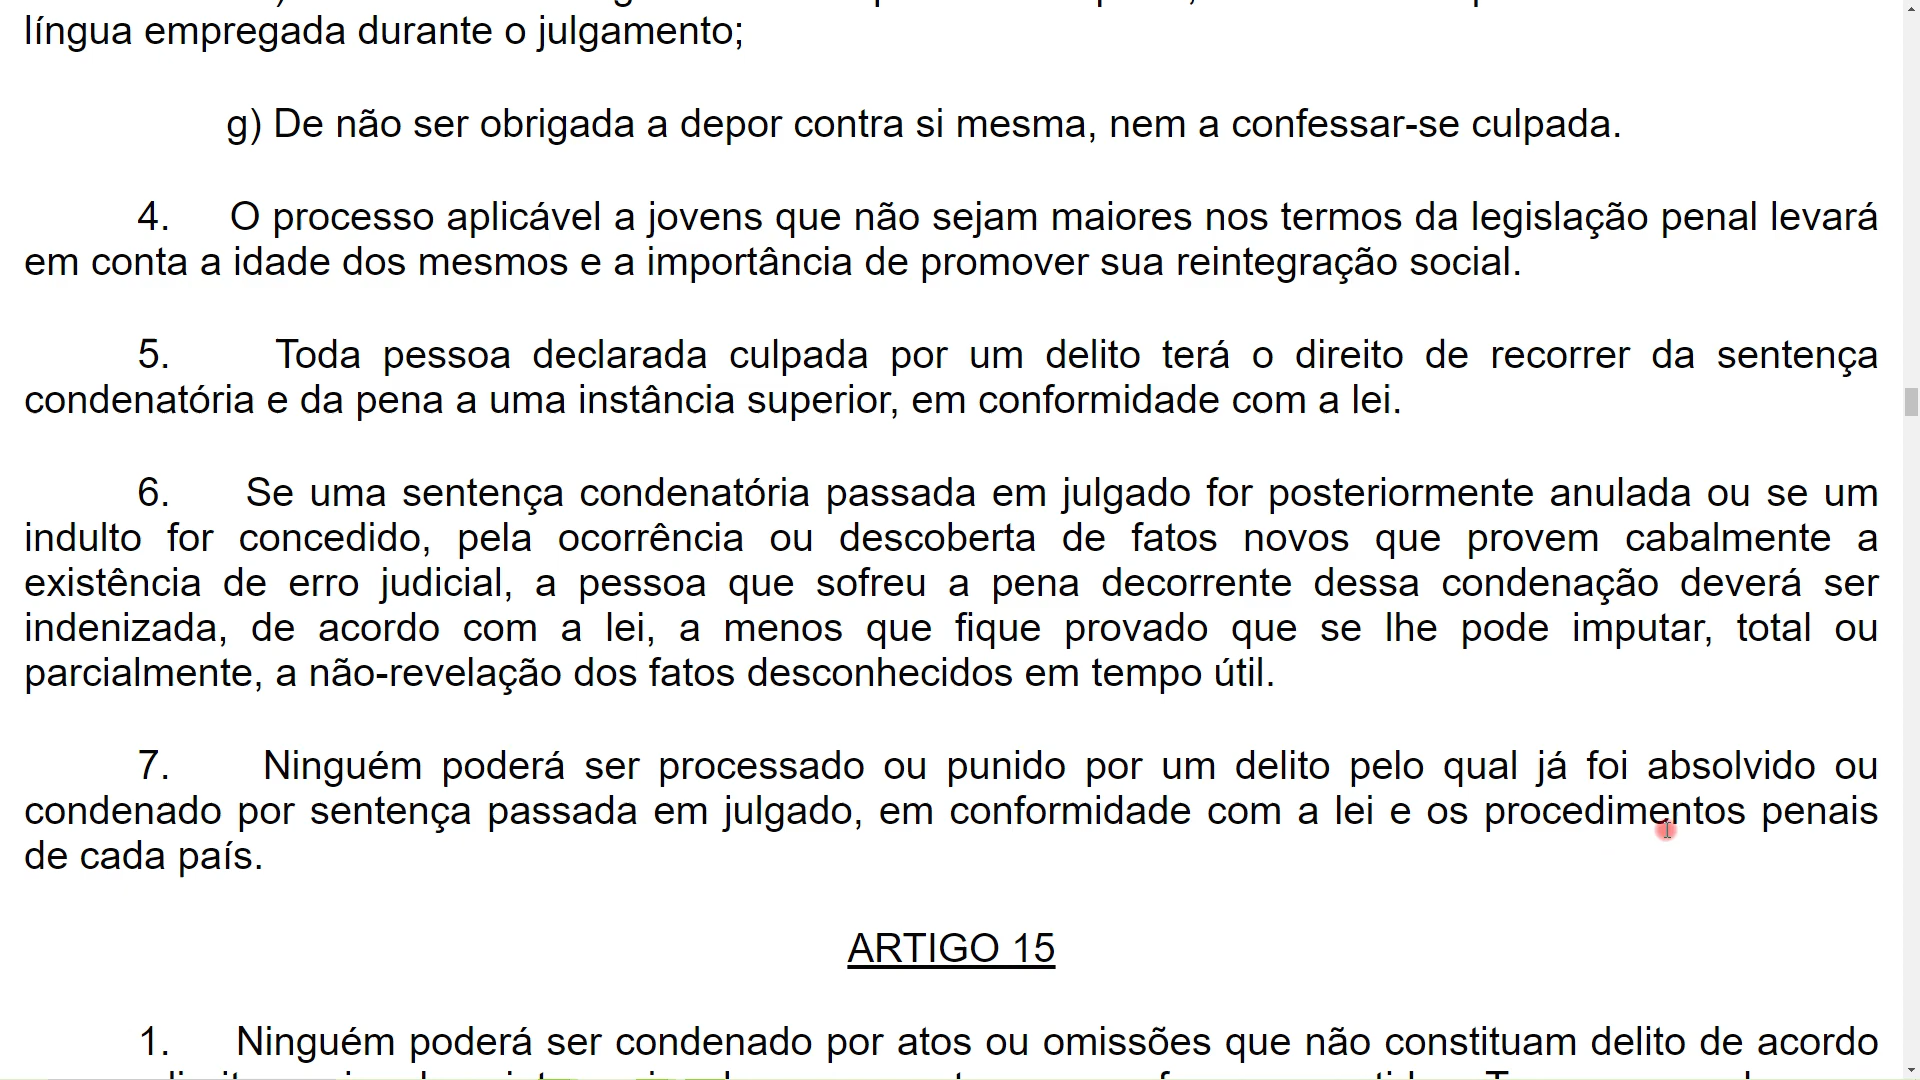 língua empregada durante o julgamento;
g) De não ser obrigada a depor contra si mesma, nem a confessar-se culpada.
4. O processo aplicável a jovens que não sejam maiores nos termos da legislação penal levará
em conta a idade dos mesmos e a importância de promover sua reintegração social.
5. Toda pessoa declarada culpada por um delito terá o direito de recorrer da sentença
condenatória e da pena a uma instância superior, em conformidade com a lei.
6. Se uma sentença condenatória passada em julgado for posteriormente anulada ou se um
indulto for concedido, pela ocorrência ou descoberta de fatos novos que provem cabalmente a
existência de erro judicial, a pessoa que sofreu a pena decorrente dessa condenação deverá ser
indenizada, de acordo com a lei, a menos que fique provado que se lhe pode imputar, total ou
parcialmente, a não-revelação dos fatos desconhecidos em tempo útil.
7. Ninguém poderá ser processado ou punido por um delito pelo qual já foi absolvido ou
condenado por sentença passada em julgado, em conformidade com a lei e os procedimentos penais
de cada país.
ARTIGO 15
1. Ninguém poderá ser condenado por atos ou omissões que não constituam delito de acordo